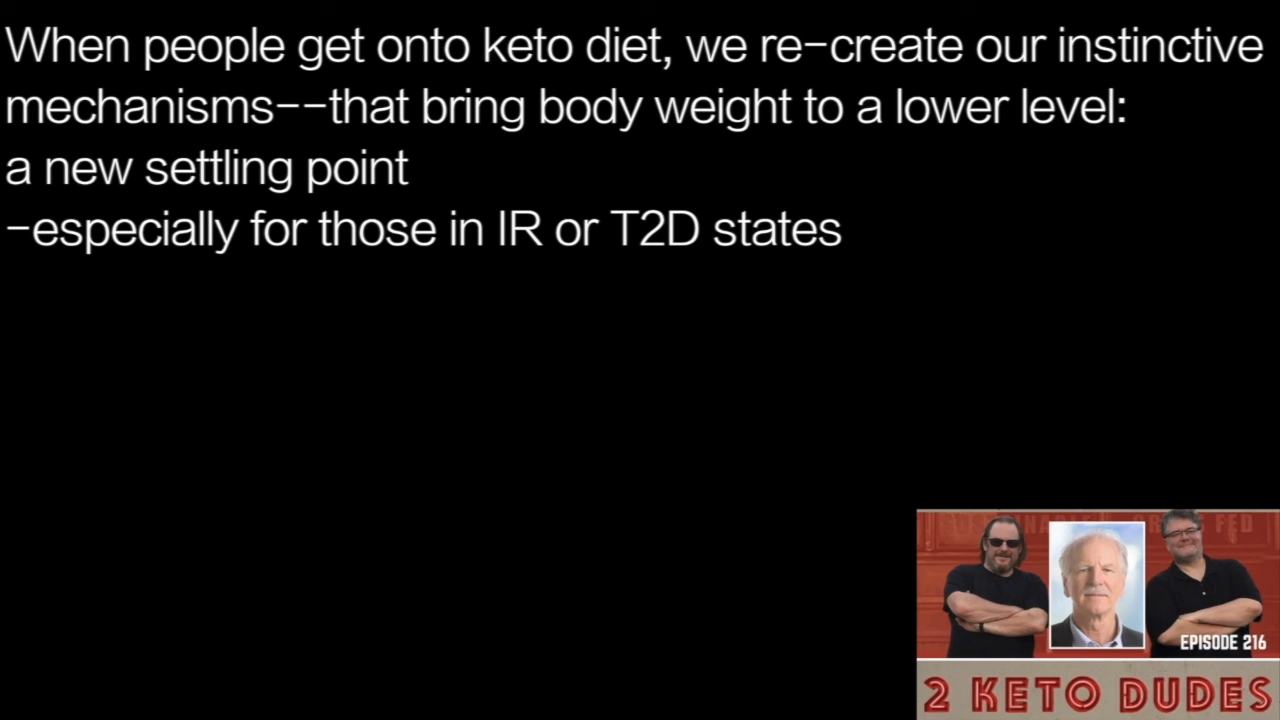 When people get onto keto diet, we re-create our instinctive
mechanisms--that bring body weight to a lower level:
a new settling point
-especially for those in IR or T2D states
FED
EPISODE 216
2 KETO DUDES